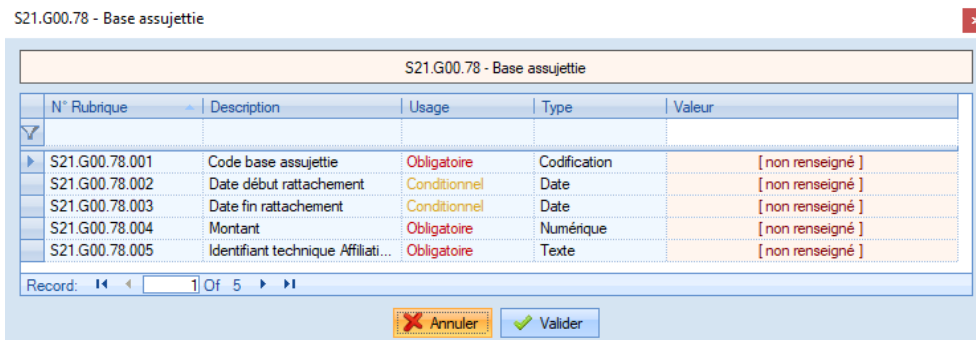 S21.G00.78 - Base assujettie
S21.G00.78 - Base assujettie
N° Rubrique Description Usage Type Valeur
S21.G00.78.001 Code base assujettie Obligatoire Codification [ non renseigné ]
S21.G00.78.002 Date début rattachement Conditionnel Date [ non renseigné ]
S21.G00.78.003 Date fin rattachement Conditionnel Date [ non renseigné ]
S21.G00.78.004 Montant Obligatoire Numérique [ non renseigné ]
S21.G00.78.005 Identifiant technique Affiliati... Obligatoire Texte [ non renseigné ]
Record: 1 Of 5
Annuler Valider